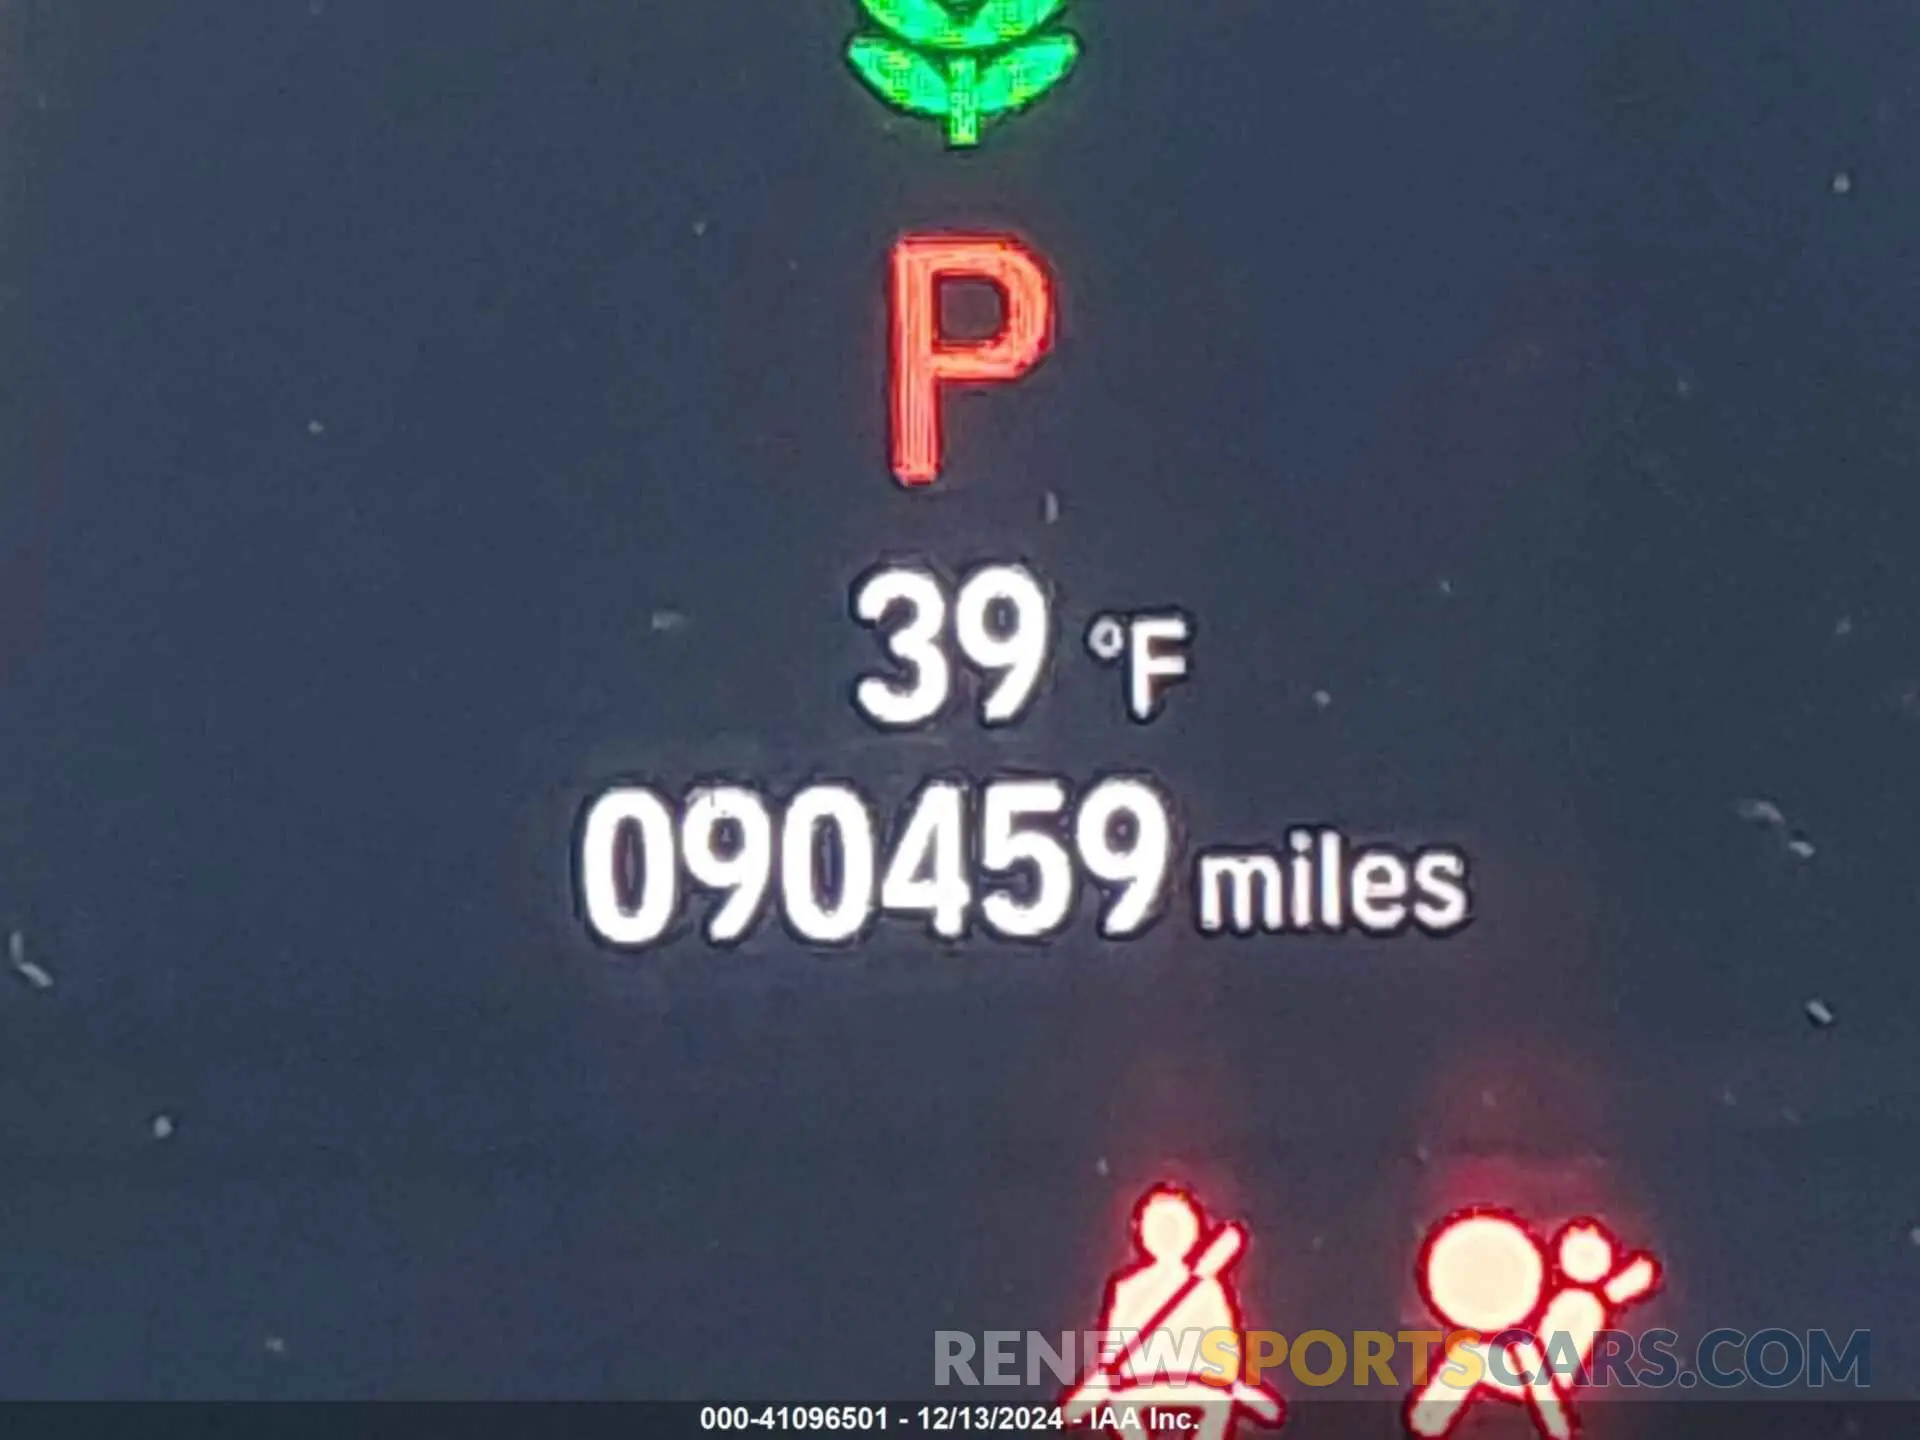 P
39 °F
090459 miles
RENEWSPORTSCARS.COM
000-41096501 - 12/13/2024 - IAA Inc.